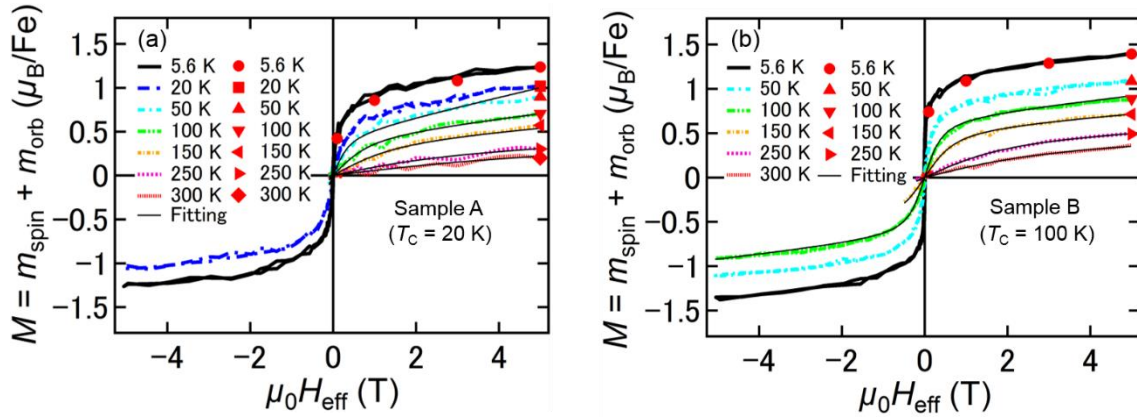 (a)
M = mspin + morb (μB/Fe)
1.5
1
0.5
0
−0.5
−1
−1.5
5.6 K 5.6 K
20 K 20 K
50 K 50 K
100 K 100 K
150 K 150 K
250 K 250 K
300 K 300 K
Fitting
Sample A
(TC = 20 K)
−4 −2 0 2 4
μ0Heff (T)
(b)
M = mspin + morb (μB/Fe)
1.5
1
0.5
0
−0.5
−1
−1.5
5.6 K 5.6 K
50 K 50 K
100 K 100 K
150 K 150 K
250 K 250 K
300 K Fitting
Sample B
(TC = 100 K)
−4 −2 0 2 4
μ0Heff (T)